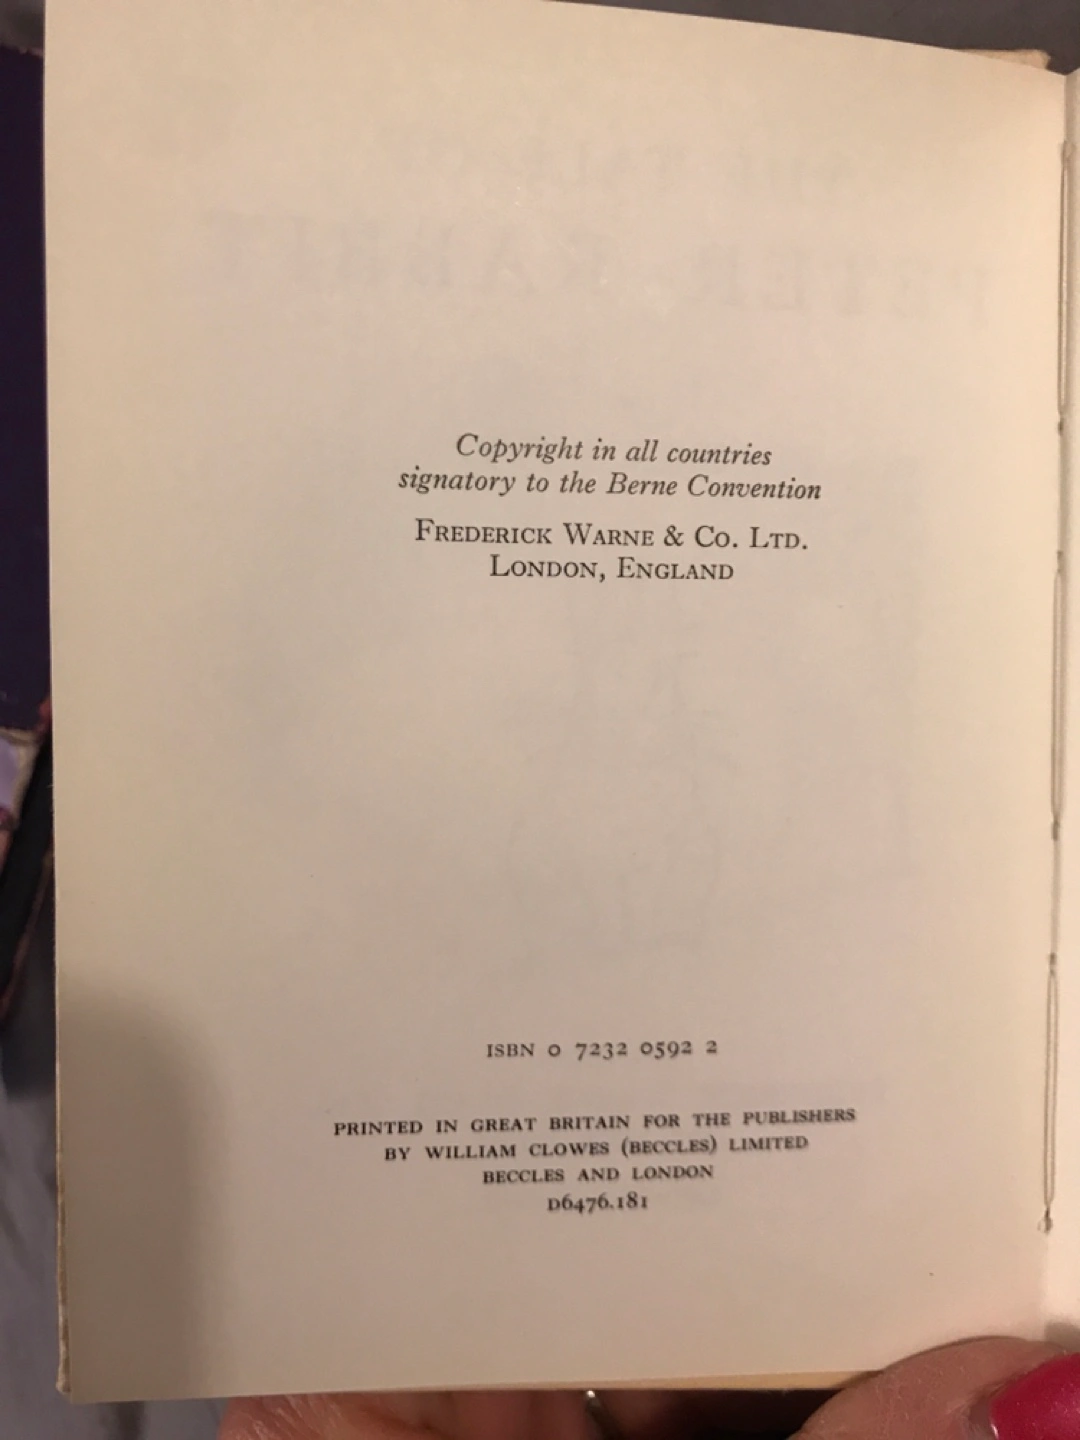 Copyright in all countries
signatory to the Berne Convention
FREDERICK WARNE & CO. LTD.
LONDON, ENGLAND
ISBN 0 7232 0592 2
PRINTED IN GREAT BRITAIN FOR THE PUBLISHERS
BY WILLIAM CLOWES (BECCLES) LIMITED
BECCLES AND LONDON
D6476.181